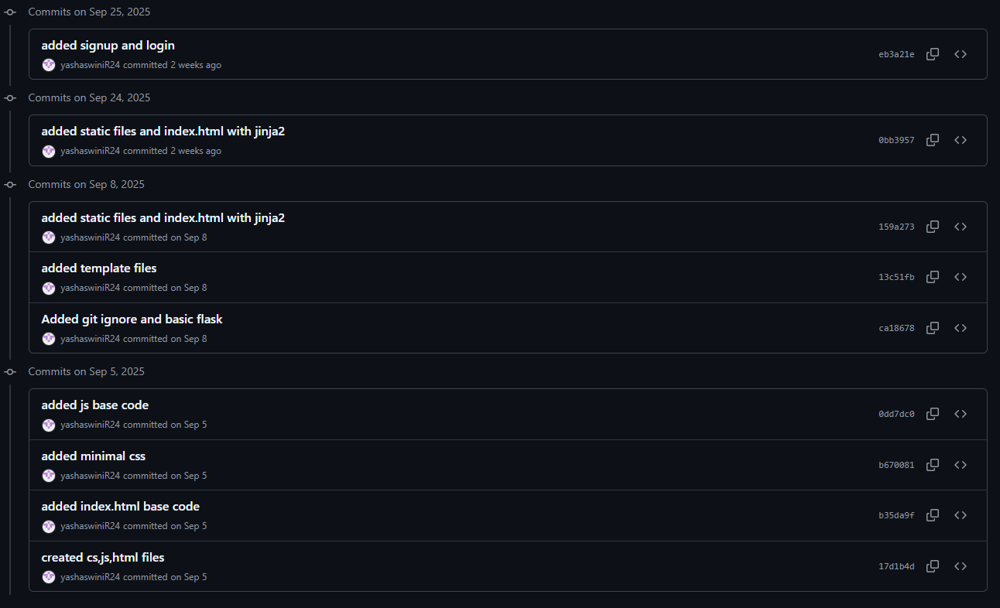 Commits on Sep 25, 2025
added signup and login
yashaswiniR24 committed 2 weeks ago
eb3a21e
Commits on Sep 24, 2025
added static files and index.html with jinja2
yashaswiniR24 committed 2 weeks ago
0bb3957
Commits on Sep 8, 2025
added static files and index.html with jinja2
yashaswiniR24 committed on Sep 8
159a273
added template files
yashaswiniR24 committed on Sep 8
13c51fb
Added git ignore and basic flask
yashaswiniR24 committed on Sep 8
ca18678
Commits on Sep 5, 2025
added js base code
yashaswiniR24 committed on Sep 5
0dd7dc0
added minimal css
yashaswiniR24 committed on Sep 5
b670081
added index.html base code
yashaswiniR24 committed on Sep 5
b35da9f
created cs,js,html files
yashaswiniR24 committed on Sep 5
17d1b4d